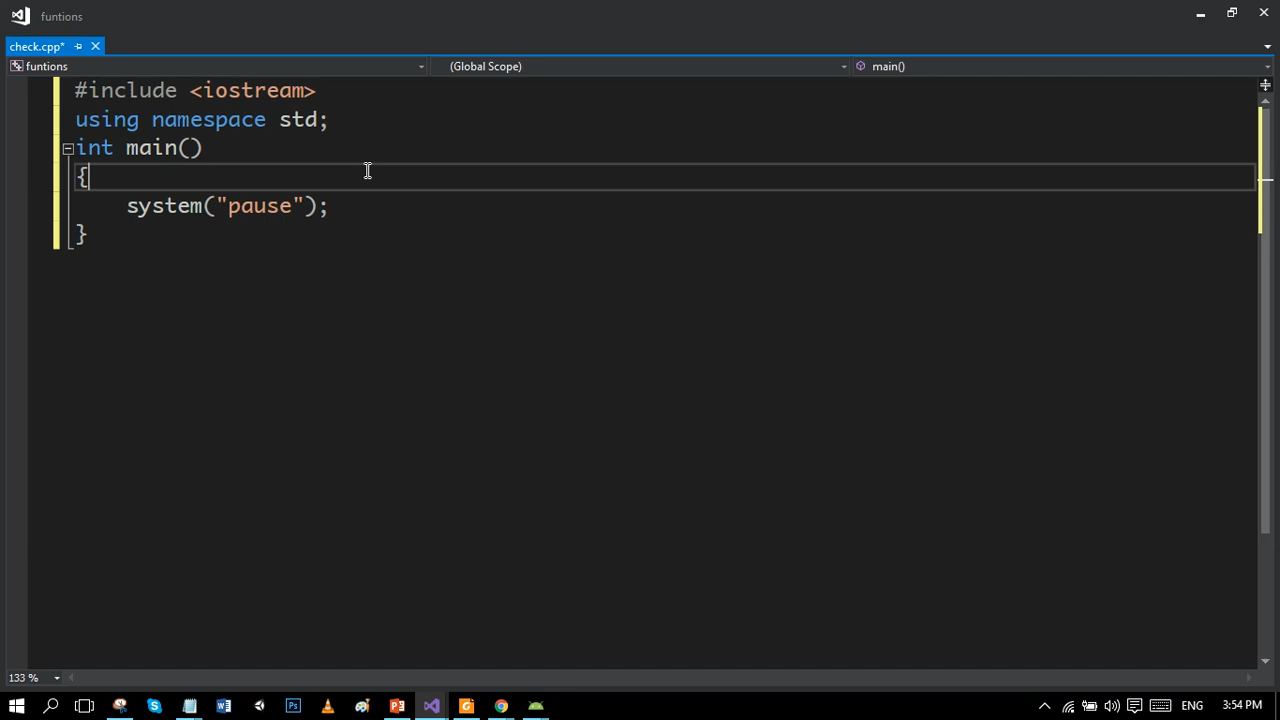 funtions
check.cpp*
funtions
(Global Scope)
main()
#include <iostream>
using namespace std;
int main()
{
system("pause");
}
133 %
ENG
3:54 PM